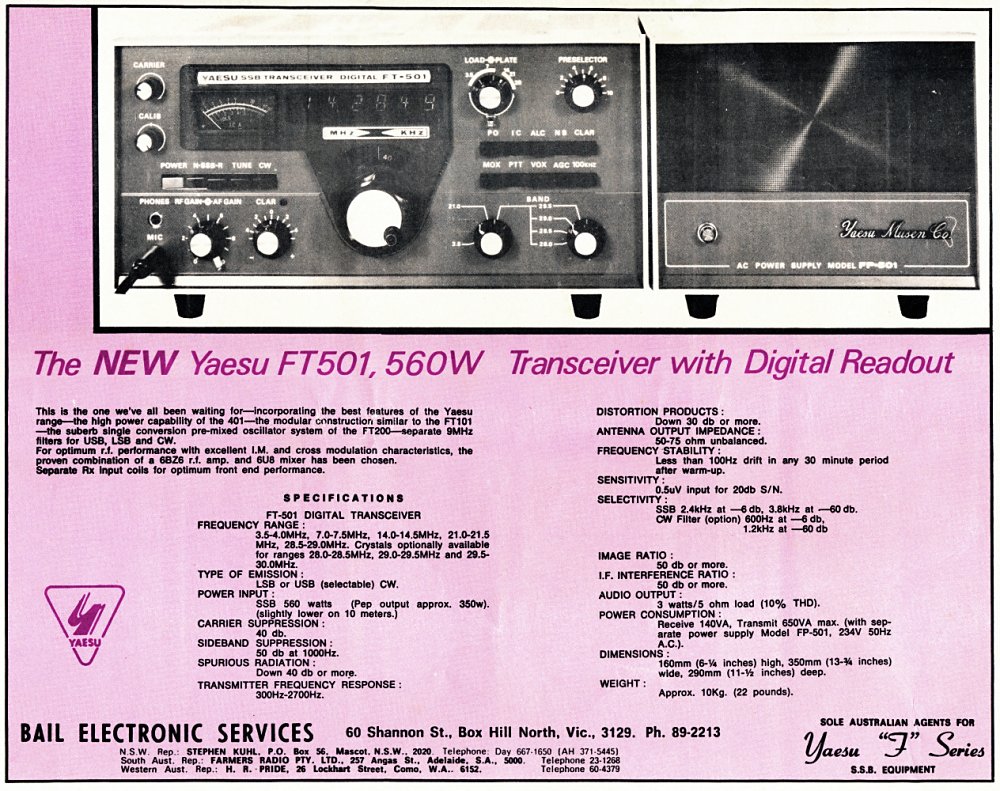 CARRIER
CALIB
YAESU SSB TRANSCEIVER DIGITAL FT-501
142849
MHz KHz
40
POWER N-SSB-R TUNE CW
PHONES RF GAIN AF GAIN CLAR
MIC
LOAD PLATE
PRESELECTOR
PO IC ALC NB CLAR
MOX PTT VOX AGC 100KHz
BAND
21.0
3.5
29.5
29.0
28.5
28.0
Yaesu Musen Co.
AC POWER SUPPLY MODEL FP-501
The NEW Yaesu FT501, 560W Transceiver with Digital Readout
This is the one we've all been waiting for—incorporating the best features of the Yaesu
range—the high power capability of the 401—the modular construction similar to the FT101
—the suberb single conversion pre-mixed oscillator system of the FT200—separate 9MHz
filters for USB, LSB and CW.
For optimum r.f. performance with excellent I.M. and cross modulation characteristics, the
proven combination of a 6BZ6 r.f. amp. and 6U8 mixer has been chosen.
Separate Rx input coils for optimum front end performance.
SPECIFICATIONS
FT-501 DIGITAL TRANSCEIVER
FREQUENCY RANGE :
3.5-4.0MHz, 7.0-7.5MHz, 14.0-14.5MHz, 21.0-21.5
MHz, 28.5-29.0MHz. Crystals optionally available
for ranges 28.0-28.5MHz, 29.0-29.5MHz and 29.5-
30.0MHz.
TYPE OF EMISSION :
LSB or USB (selectable) CW.
POWER INPUT :
SSB 560 watts (Pep output approx. 350w).
(slightly lower on 10 meters.)
CARRIER SUPPRESSION :
40 db.
SIDEBAND SUPPRESSION :
50 db at 1000Hz.
SPURIOUS RADIATION :
Down 40 db or more.
TRANSMITTER FREQUENCY RESPONSE :
300Hz-2700Hz.
DISTORTION PRODUCTS :
Down 30 db or more.
ANTENNA OUTPUT IMPEDANCE :
50-75 ohm unbalanced.
FREQUENCY STABILITY :
Less than 100Hz drift in any 30 minute period
after warm-up.
SENSITIVITY :
0.5uV input for 20db S/N.
SELECTIVITY :
SSB 2.4kHz at —6 db, 3.8kHz at —60 db.
CW Filter (option) 600Hz at —6 db,
1.2kHz at —60 db
IMAGE RATIO :
50 db or more.
I.F. INTERFERENCE RATIO :
50 db or more.
AUDIO OUTPUT :
3 watts/5 ohm load (10% THD).
POWER CONSUMPTION :
Receive 140VA, Transmit 650VA max. (with sep-
arate power supply Model FP-501, 234V 50Hz
A.C.).
DIMENSIONS :
160mm (6-¼ inches) high, 350mm (13-¾ inches)
wide, 290mm (11-½ inches) deep.
WEIGHT :
Approx. 10Kg. (22 pounds).
YAESU
BAIL ELECTRONIC SERVICES 60 Shannon St., Box Hill North, Vic., 3129. Ph. 89-2213
N.S.W. Rep.: STEPHEN KUHL, P.O. Box 56, Mascot, N.S.W., 2020. Telephone: Day 667-1650 (AH 371-5445)
South Aust. Rep.: FARMERS RADIO PTY. LTD., 257 Angas St., Adelaide, S.A., 5000. Telephone 23-1268
Western Aust. Rep.: H. R. PRIDE, 26 Lockhart Street, Como, W.A.. 6152. Telephone 60-4379
SOLE AUSTRALIAN AGENTS FOR
Yaesu "F" Series
S.S.B. EQUIPMENT